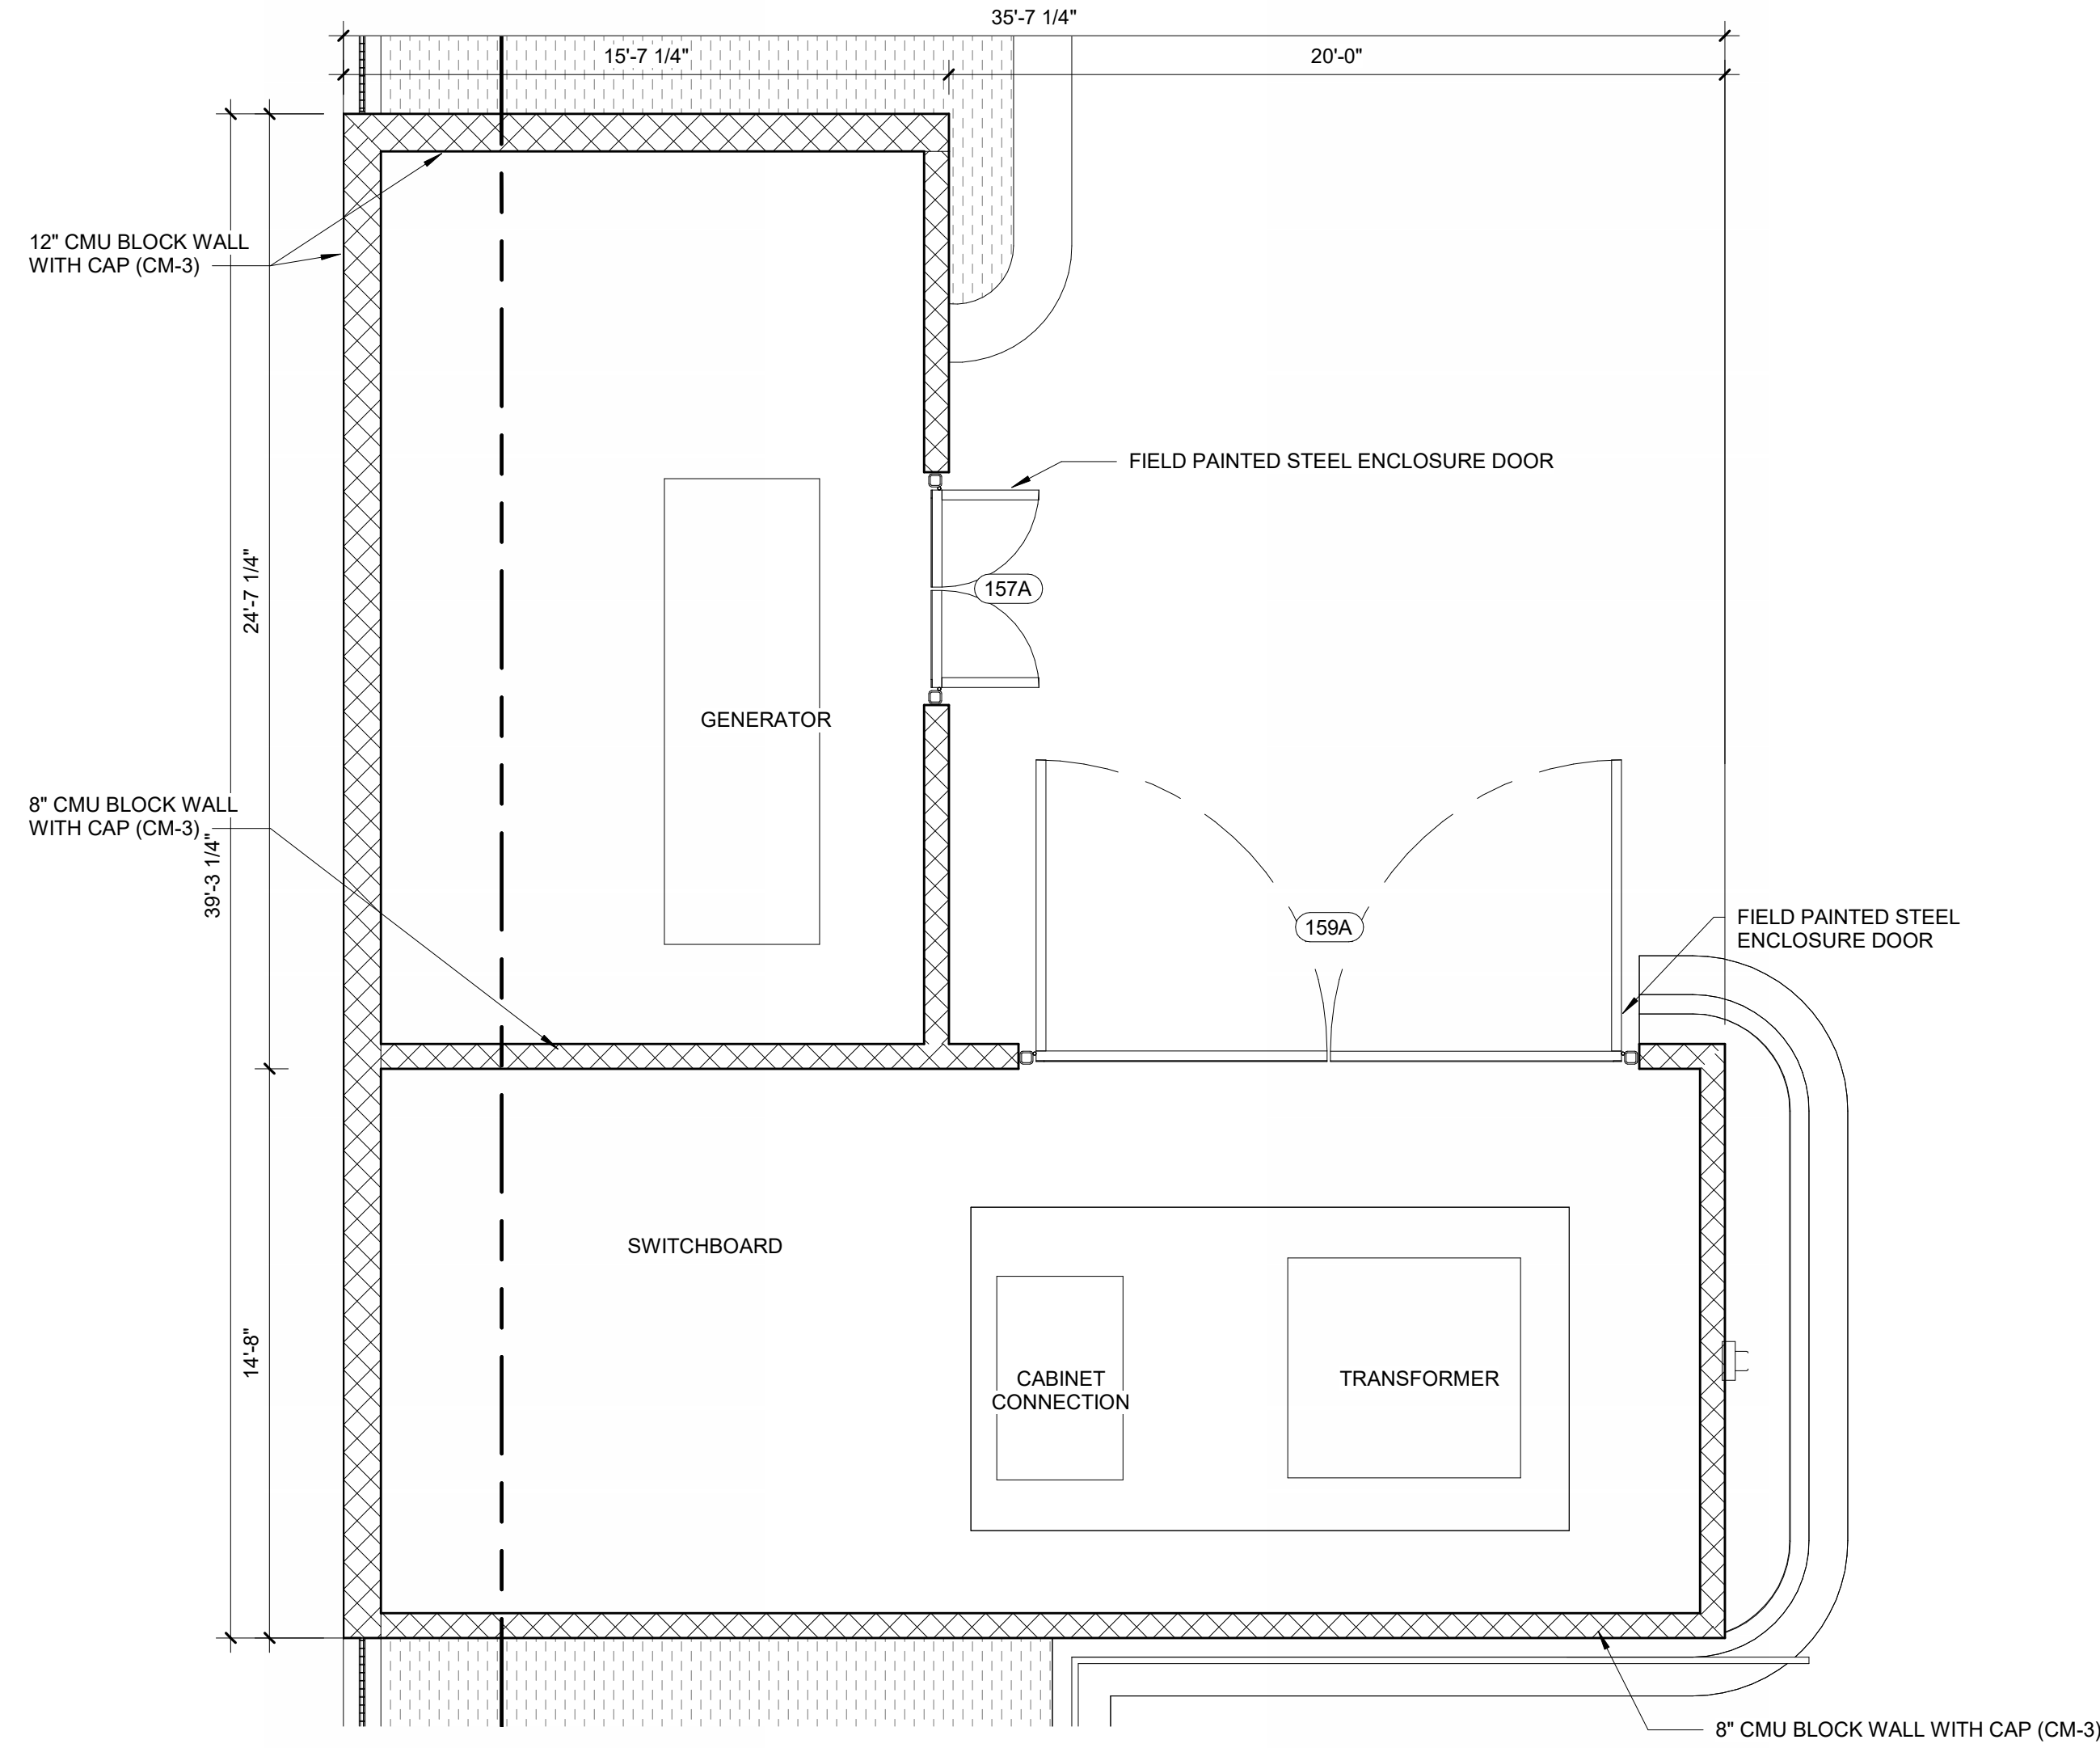 35'-7 1/4"
15'-7 1/4"
20'-0"
12" CMU BLOCK WALL
WITH CAP (CM-3)
FIELD PAINTED STEEL ENCLOSURE DOOR
24'-7 1/4"
157A
GENERATOR
8" CMU BLOCK WALL
WITH CAP (CM-3)
39'-3 1/4"
159A
FIELD PAINTED STEEL
ENCLOSURE DOOR
SWITCHBOARD
14'-8"
CABINET
CONNECTION
TRANSFORMER
8" CMU BLOCK WALL WITH CAP (CM-3)